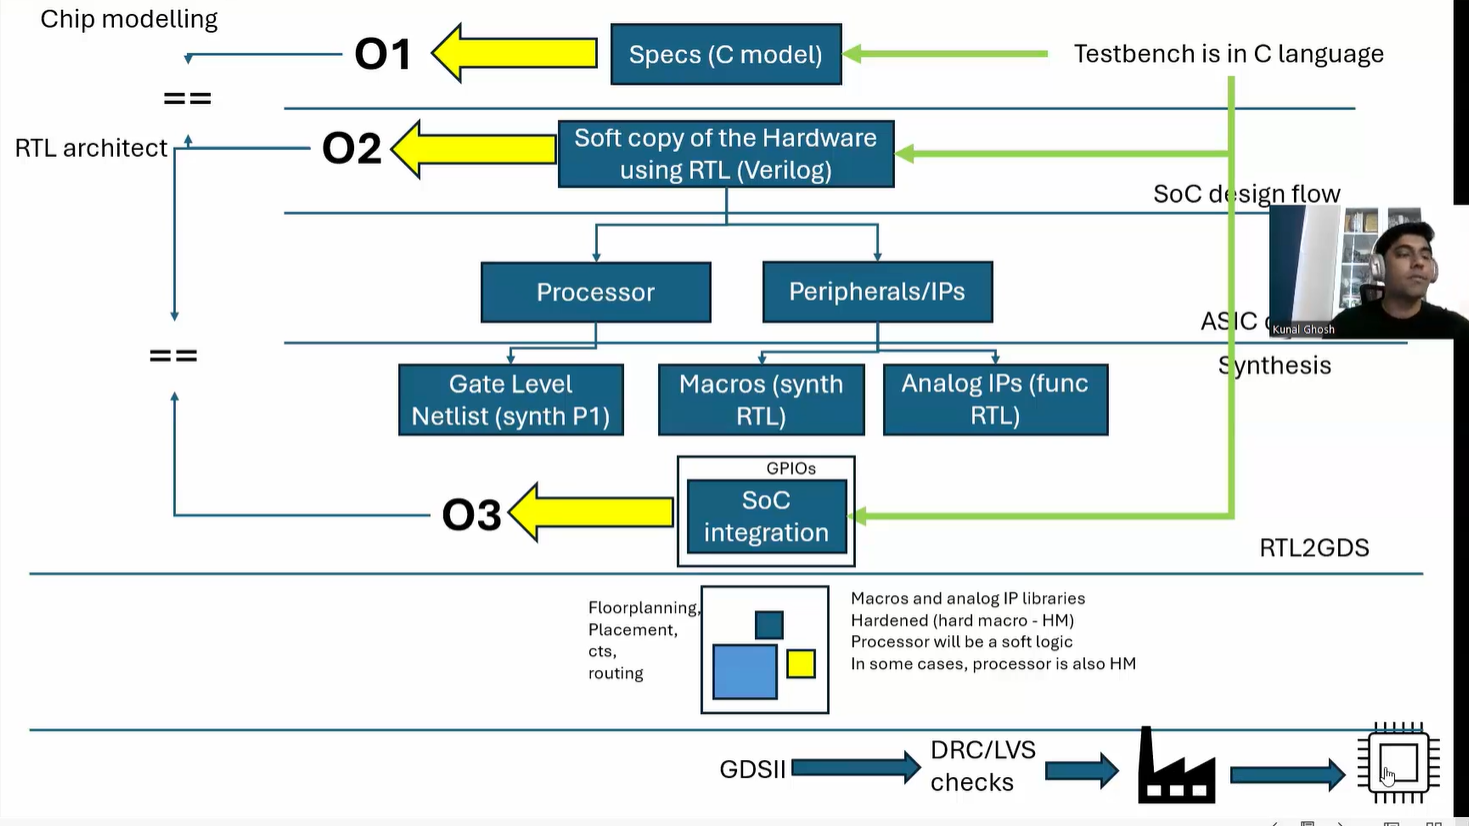 Chip modelling
O1
Specs (C model)
Testbench is in C language
==
RTL architect
O2
Soft copy of the Hardware
using RTL (Verilog)
SoC design flow
Processor
Peripherals/IPs
Kunal Ghosh
==
Synthesis
Gate Level
Netlist (synth P1)
Macros (synth
RTL)
Analog IPs (func
RTL)
GPIOs
O3
SoC
integration
RTL2GDS
Floorplanning,
Placement,
cts,
routing
Macros and analog IP libraries
Hardened (hard macro - HM)
Processor will be a soft logic
In some cases, processor is also HM
GDSII
DRC/LVS
checks